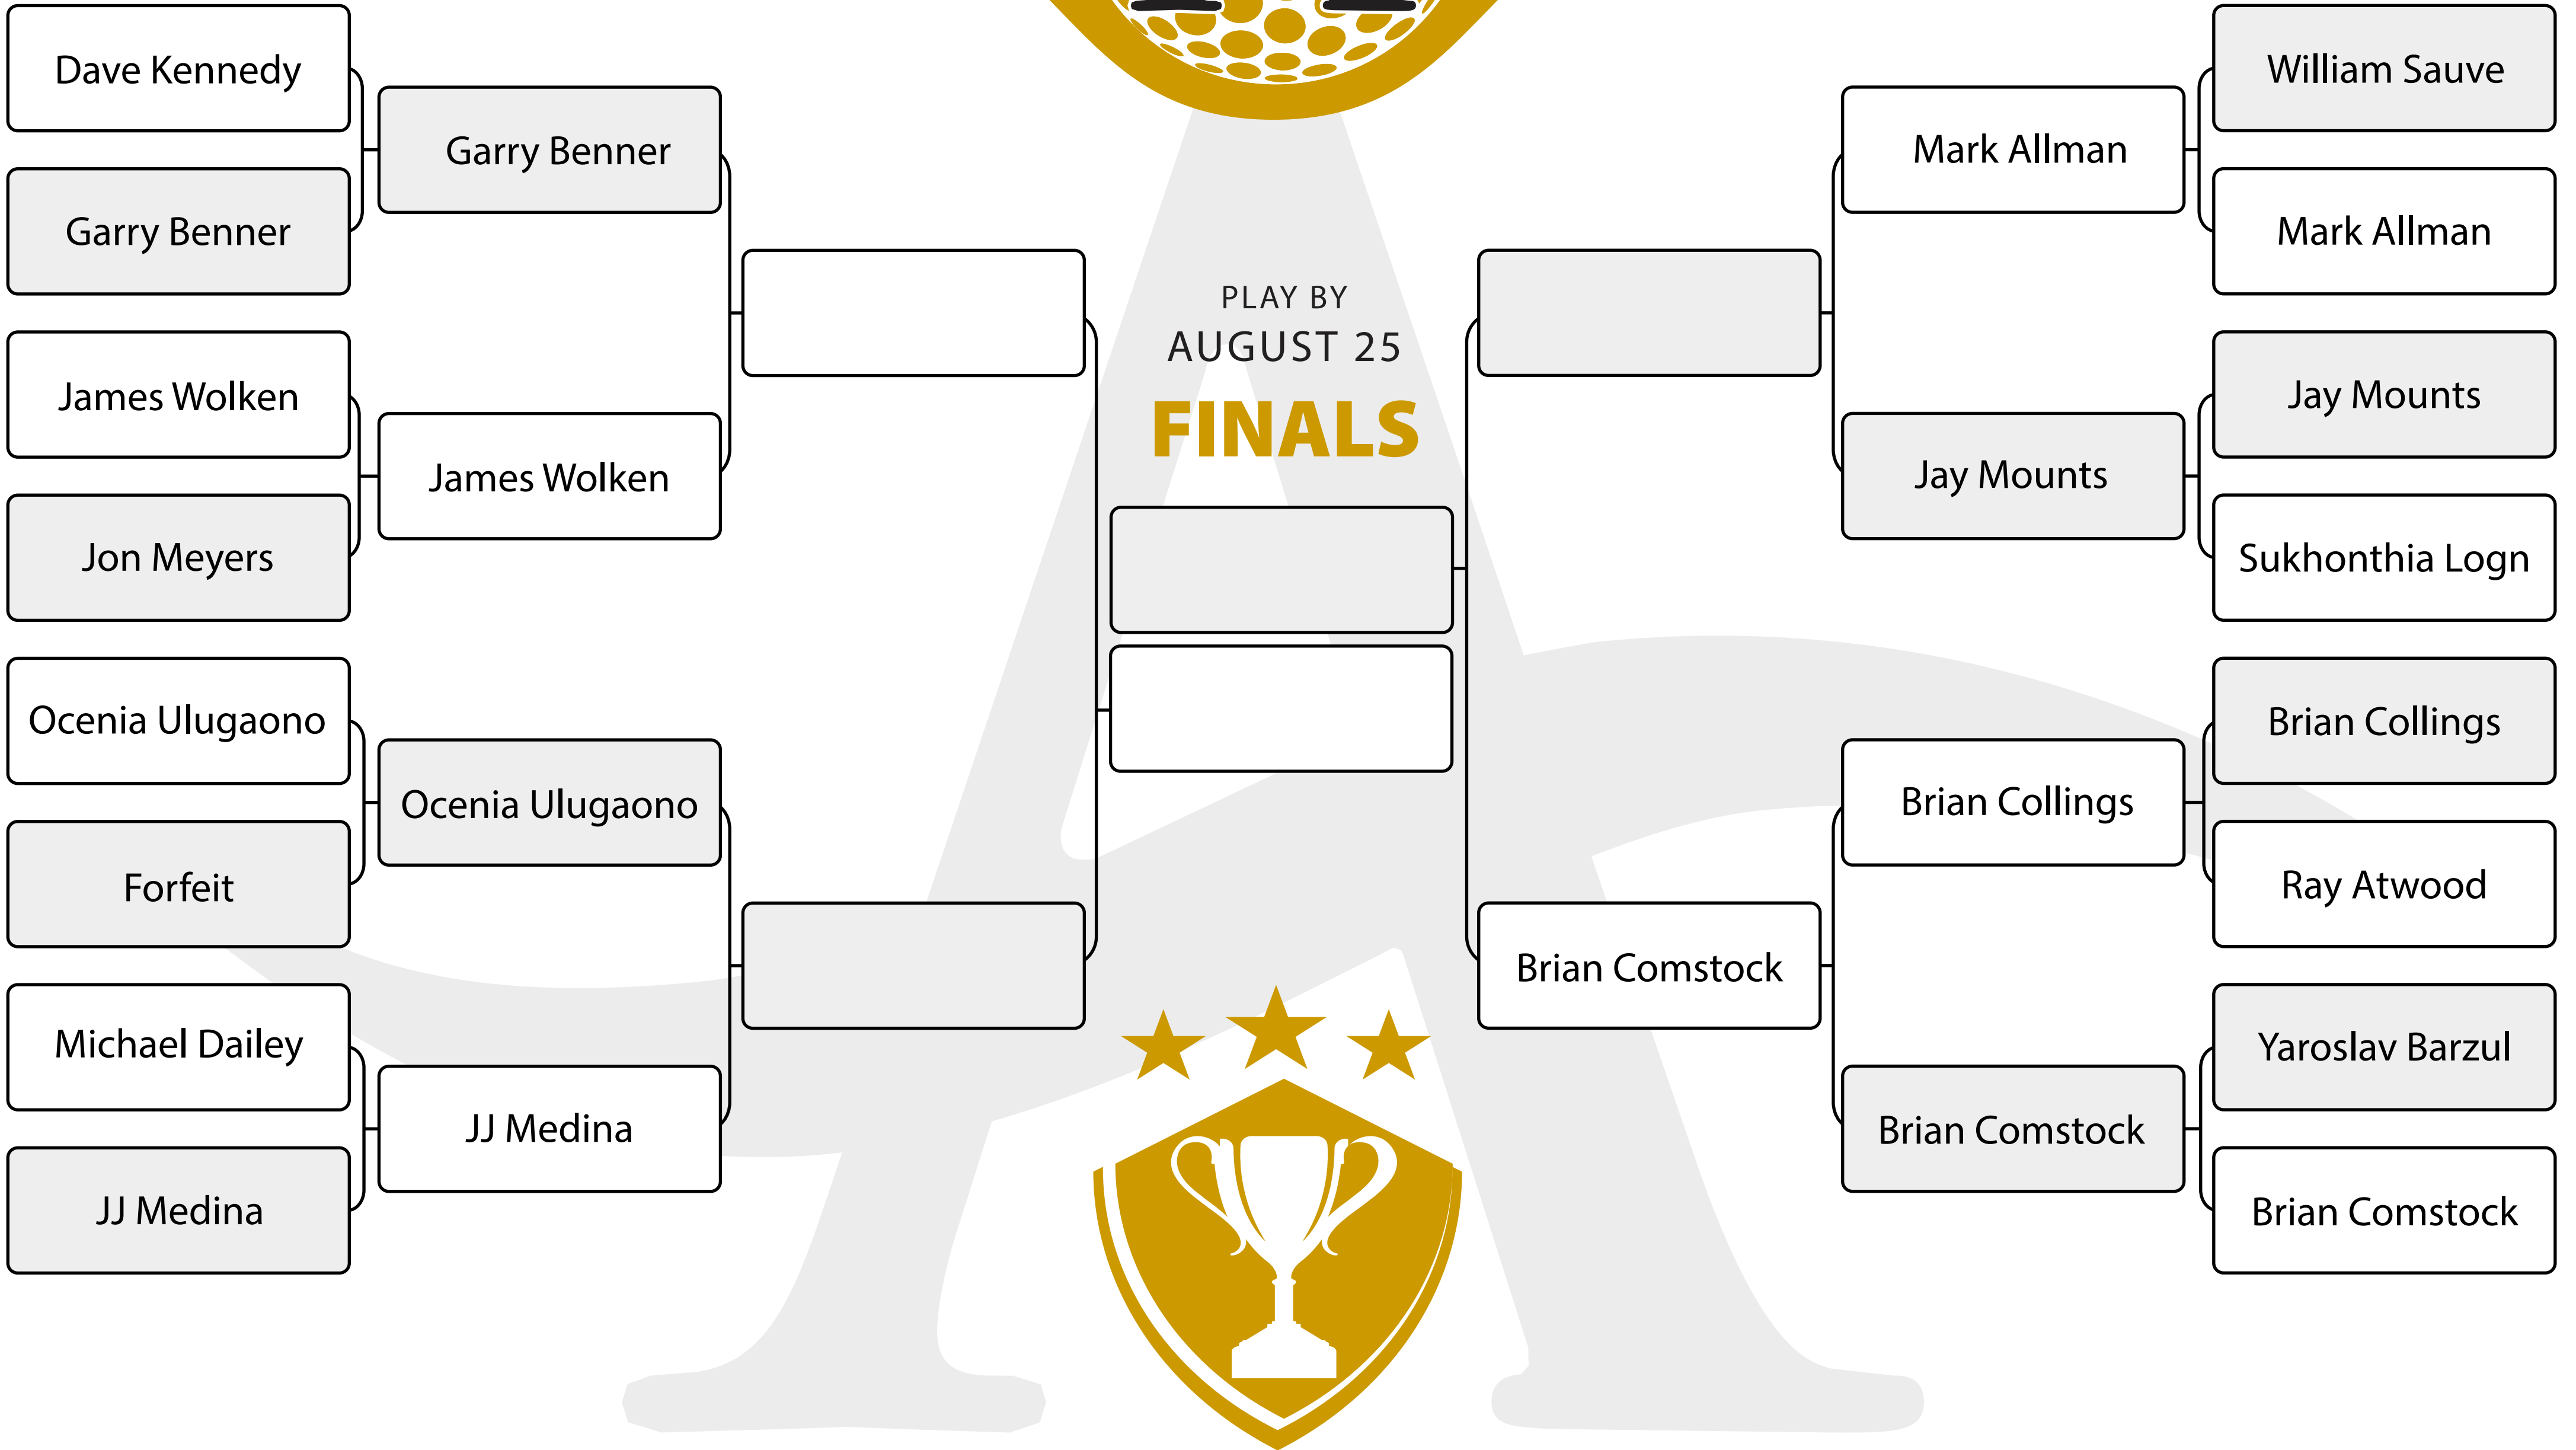 Dave Kennedy
Garry Benner
James Wolken
Jon Meyers
Ocenia Ulugaono
Forfeit
Michael Dailey
JJ Medina
Garry Benner
James Wolken
Ocenia Ulugaono
JJ Medina
PLAY BY
AUGUST 25
FINALS
Brian Comstock
Mark Allman
Jay Mounts
Brian Collings
Brian Comstock
William Sauve
Mark Allman
Jay Mounts
Sukhonthia Logn
Brian Collings
Ray Atwood
Yaroslav Barzul
Brian Comstock